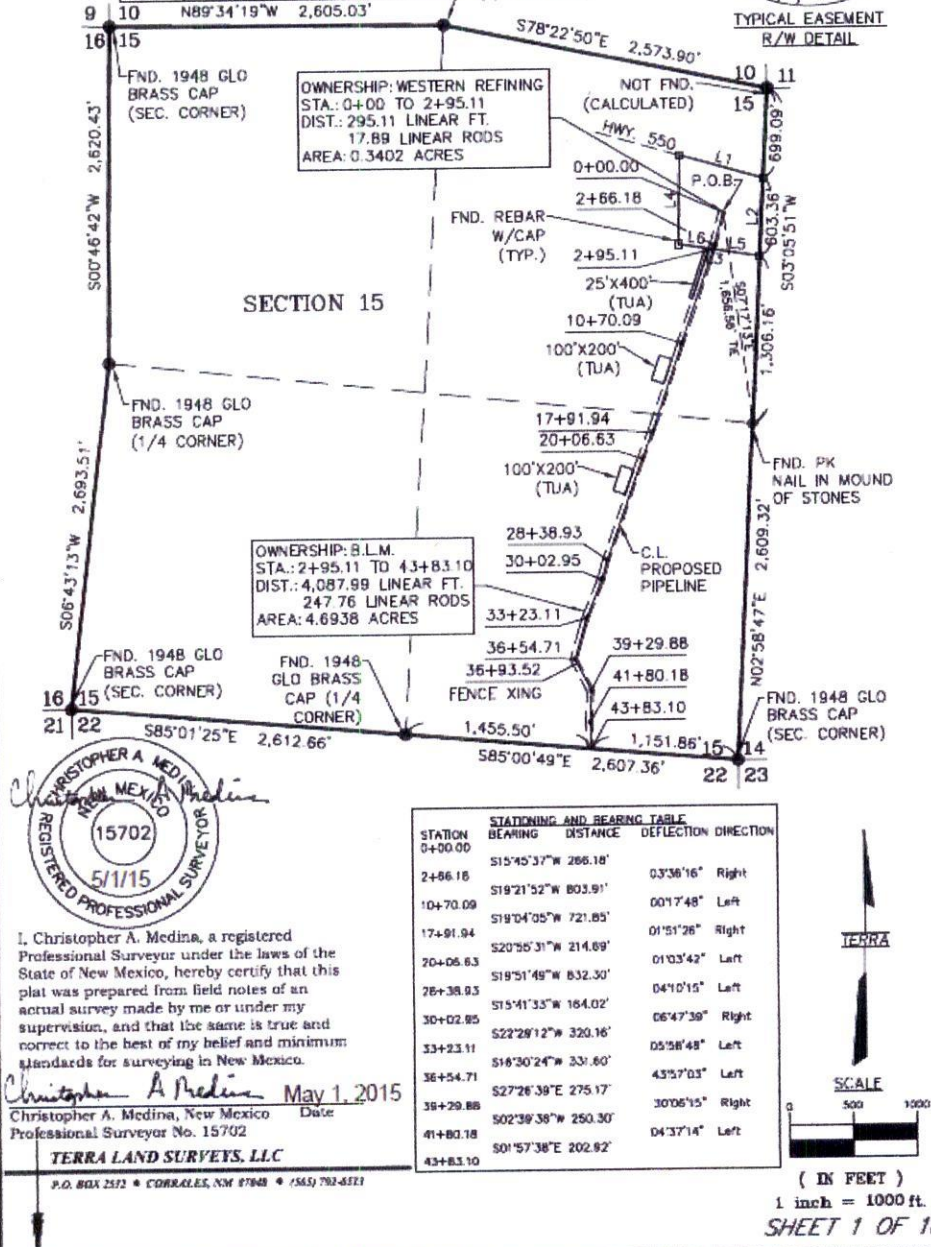 9 10
N89°34'19"W 2,605.03'
16 15
FND. 1948 GLO
BRASS CAP
(SEC. CORNER)
S78°22'50"E 2,573.90'
TYPICAL EASEMENT
R/W DETAIL
10 11
15
NOT FND.
(CALCULATED)
OWNERSHIP: WESTERN REFINING
STA.: 0+00 TO 2+95.11
DIST.: 295.11 LINEAR FT.
17.89 LINEAR RODS
AREA: 0.3402 ACRES
HWY. 550
L1
699.09'
P.O.B.
0+00.00
2+66.18
L4
L2
603.36'
S03°05'51"W
FND. REBAR
W/CAP
(TYP.)
L6
L5
2+95.11
25'X400'
(TUA)
1,306.16'
10+70.09
100'X200'
(TUA)
S00°46'42"W 2,620.43'
SECTION 15
FND. 1948 GLO
BRASS CAP
(1/4 CORNER)
17+91.94
20+06.63
100'X200'
(TUA)
FND. PK
NAIL IN MOUND
OF STONES
28+38.93
30+02.95
C.L.
PROPOSED
PIPELINE
S06°43'13"W 2,693.51'
OWNERSHIP: B.L.M.
STA.: 2+95.11 TO 43+83.10
DIST.: 4,087.99 LINEAR FT.
247.76 LINEAR RODS
AREA: 4.6938 ACRES
33+23.11
36+54.71
36+93.52
FENCE XING
39+29.88
41+80.18
43+83.10
N02°58'47"E 2,609.32'
FND. 1948 GLO
BRASS CAP
(SEC. CORNER)
FND. 1948
GLO BRASS
CAP (1/4
CORNER)
FND. 1948 GLO
BRASS CAP
(SEC. CORNER)
16 15
21 22
S85°01'25"E 2,612.66'
1,455.50'
1,151.86'
S85°00'49"E 2,607.36'
15 14
22 23
CHRISTOPHER A. MEDINA
NEW MEXICO
15702
5/1/15
REGISTERED PROFESSIONAL SURVEYOR
Christopher A Medina
I, Christopher A. Medina, a registered
Professional Surveyor under the laws of the
State of New Mexico, hereby certify that this
plat was prepared from field notes of an
actual survey made by me or under my
supervision, and that the same is true and
correct to the best of my belief and minimum
standards for surveying in New Mexico.
Christopher A Medina May 1, 2015
Christopher A. Medina, New Mexico Date
Professional Surveyor No. 15702
TERRA LAND SURVEYS, LLC
P.O. BOX 2532 • CORRALES, NM 87048 •
STATIONING AND BEARING TABLE
STATION BEARING DISTANCE DEFLECTION DIRECTION
0+00.00
S15°45'37"W 266.18'
2+66.18 03°36'16" Right
S19°21'52"W 803.91'
10+70.09 00°17'48" Left
S19°04'05"W 721.85'
17+91.94 01°51'26" Right
S20°55'31"W 214.69'
20+06.63 01°03'42" Left
S19°51'49"W 832.30'
28+38.93 04°10'15" Left
S15°41'33"W 164.02'
30+02.95 06°47'39" Right
S22°29'12"W 320.16'
33+23.11 05°58'48" Left
S16°30'24"W 331.60'
36+54.71 43°57'03" Left
S27°26'39"E 275.17'
39+29.88 30°06'15" Right
S02°39'36"W 250.30'
41+80.18 04°37'14" Left
S01°57'38"E 202.92'
43+83.10
TERRA
SCALE
0 500 1000
( IN FEET )
1 inch = 1000 ft.
SHEET 1 OF